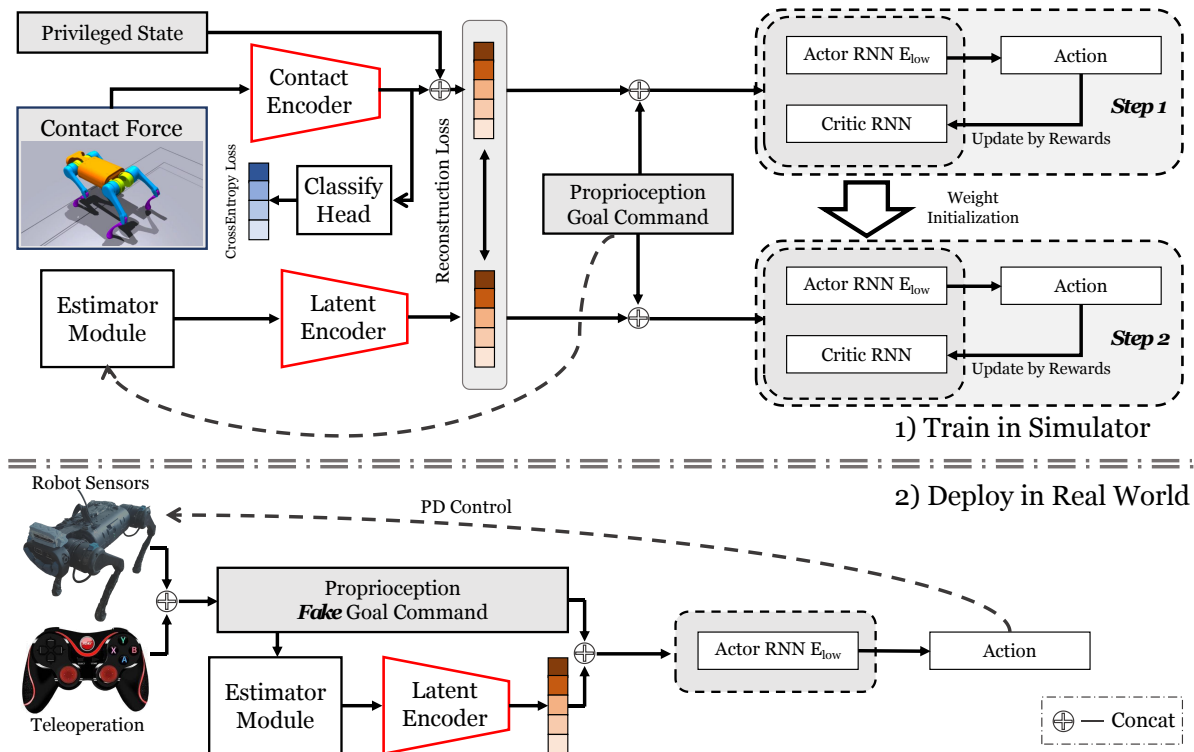 Privileged State
Contact
Encoder
Contact Force
CrossEntropy Loss
Classify
Head
Reconstruction Loss
Proprioception
Goal Command
Estimator
Module
Latent
Encoder
Actor RNN E_low
Action
Critic RNN
Step 1
Update by Rewards
Weight
Initialization
Actor RNN E_low
Action
Critic RNN
Step 2
Update by Rewards
1) Train in Simulator
2) Deploy in Real World
Robot Sensors
PD Control
Proprioception
Fake Goal Command
Y
X B
A
Teleoperation
Estimator
Module
Latent
Encoder
Actor RNN E_low
Action
Concat